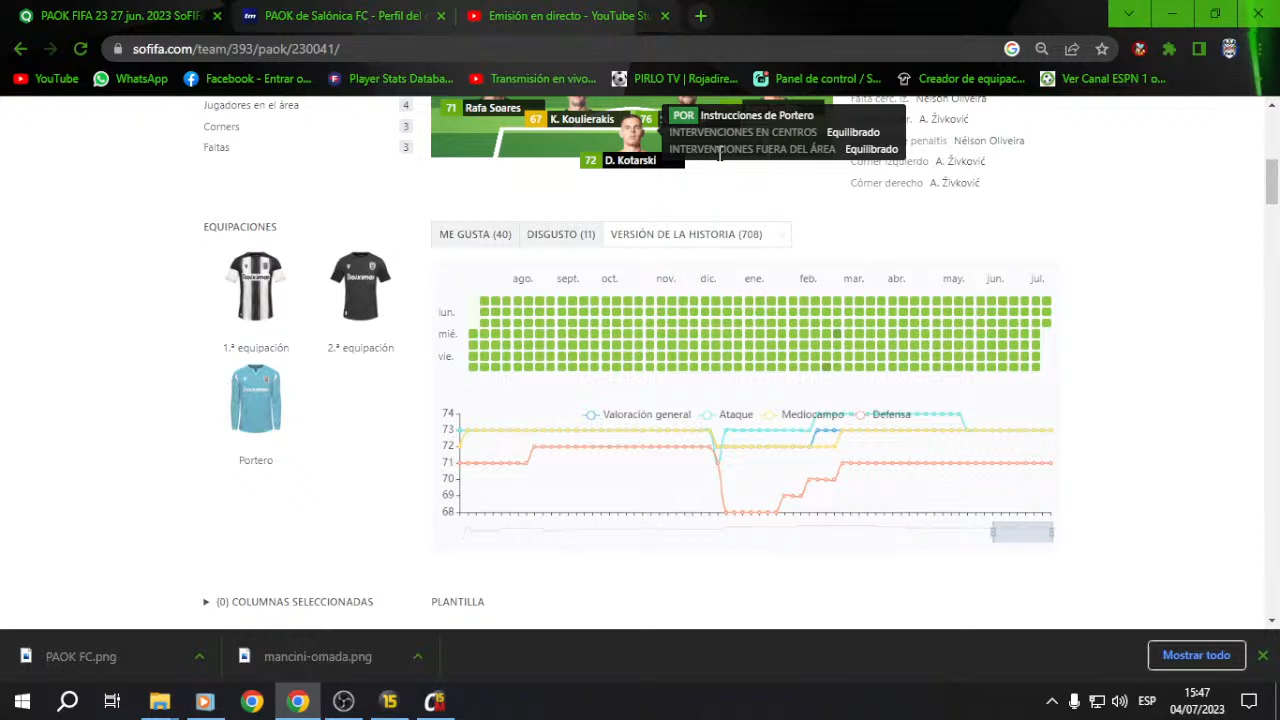 PAOK FIFA 23 27 jun. 2023 SoFIFA
PAOK de Salónica FC - Perfil del c
Emisión en directo - YouTube Stu
sofifa.com/team/393/paok/230041/
YouTube
WhatsApp
Facebook - Entrar o...
Player Stats Databa...
Transmisión en vivo...
PIRLO TV | Rojadire...
Panel de control / S...
Creador de equipac...
Ver Canal ESPN 1 o...
Jugadores en el área 4
Corners 3
Faltas 3
71 Rafa Soares
67 K. Koulierakis
76
72 D. Kotarski
POR Instrucciones de Portero
INTERVENCIONES EN CENTROS Equilibrado
INTERVENCIONES FUERA DEL ÁREA Equilibrado
Falta cerc. iz. Nélson Oliveira
A. Živković
de penaltis Nélson Oliveira
Córner izquierdo A. Živković
Córner derecho A. Živković
EQUIPACIONES
1.ª equipación
2.ª equipación
Portero
ME GUSTA (40)
DISGUSTO (11)
VERSIÓN DE LA HISTORIA (708)
ago. sept. oct. nov. dic. ene. feb. mar. abr. may. jun. jul.
lun.
mié.
vie.
Valoración general Ataque Mediocampo Defensa
74
73
72
71
70
69
68
(0) COLUMNAS SELECCIONADAS
PLANTILLA
PAOK FC.png
mancini-omada.png
Mostrar todo
ESP
15:47
04/07/2023